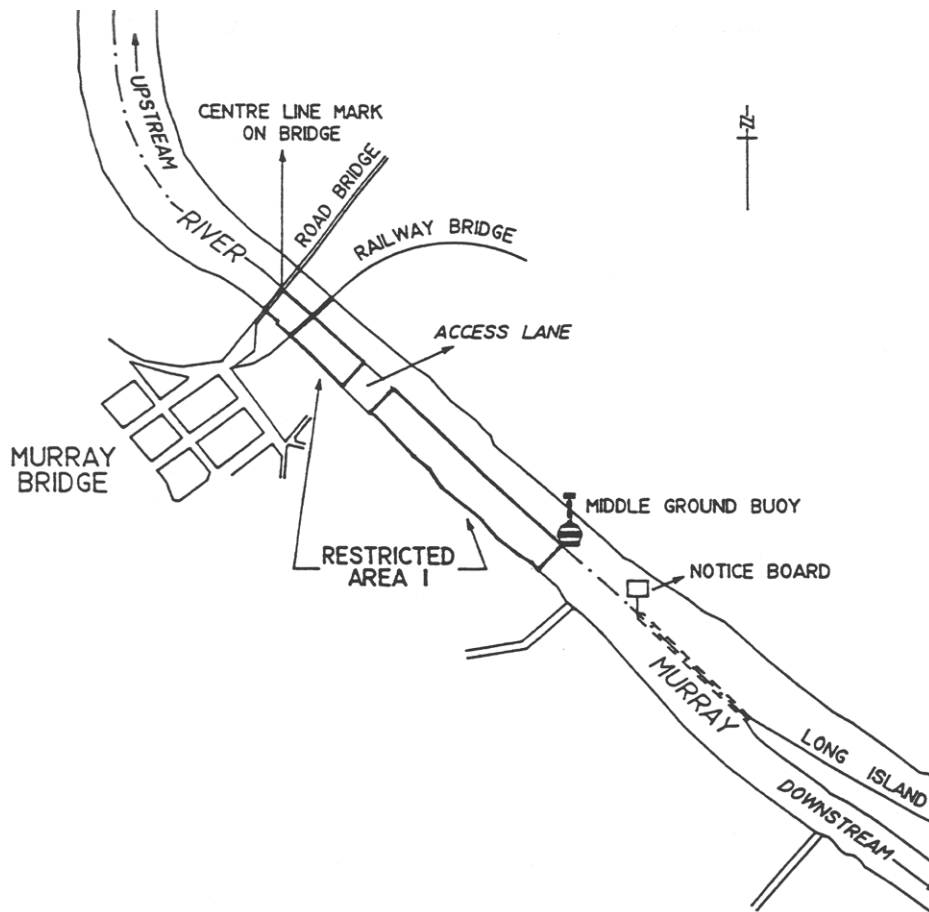 UPSTREAM
CENTRE LINE MARK
ON BRIDGE
ROAD BRIDGE
RIVER
RAILWAY BRIDGE
N
ACCESS LANE
MURRAY
BRIDGE
MIDDLE GROUND BUOY
RESTRICTED
AREA 1
NOTICE BOARD
MURRAY
LONG ISLAND
DOWNSTREAM